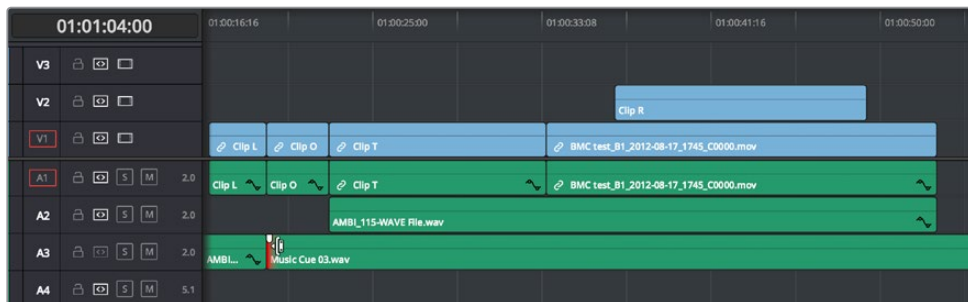 01:01:04:00
01:00:16:16 01:00:25:00 01:00:33:08 01:00:41:16 01:00:50:00
V3
V2
Clip R
V1
Clip L Clip O Clip T BMC test_B1_2012-08-17_1745_C0000.mov
A1 S M 2.0
Clip L Clip O Clip T BMC test_B1_2012-08-17_1745_C0000.mov
A2 S M 2.0
AMBI_115-WAVE File.wav
A3 S M 2.0
AMBI... Music Cue 03.wav
A4 S M 5.1